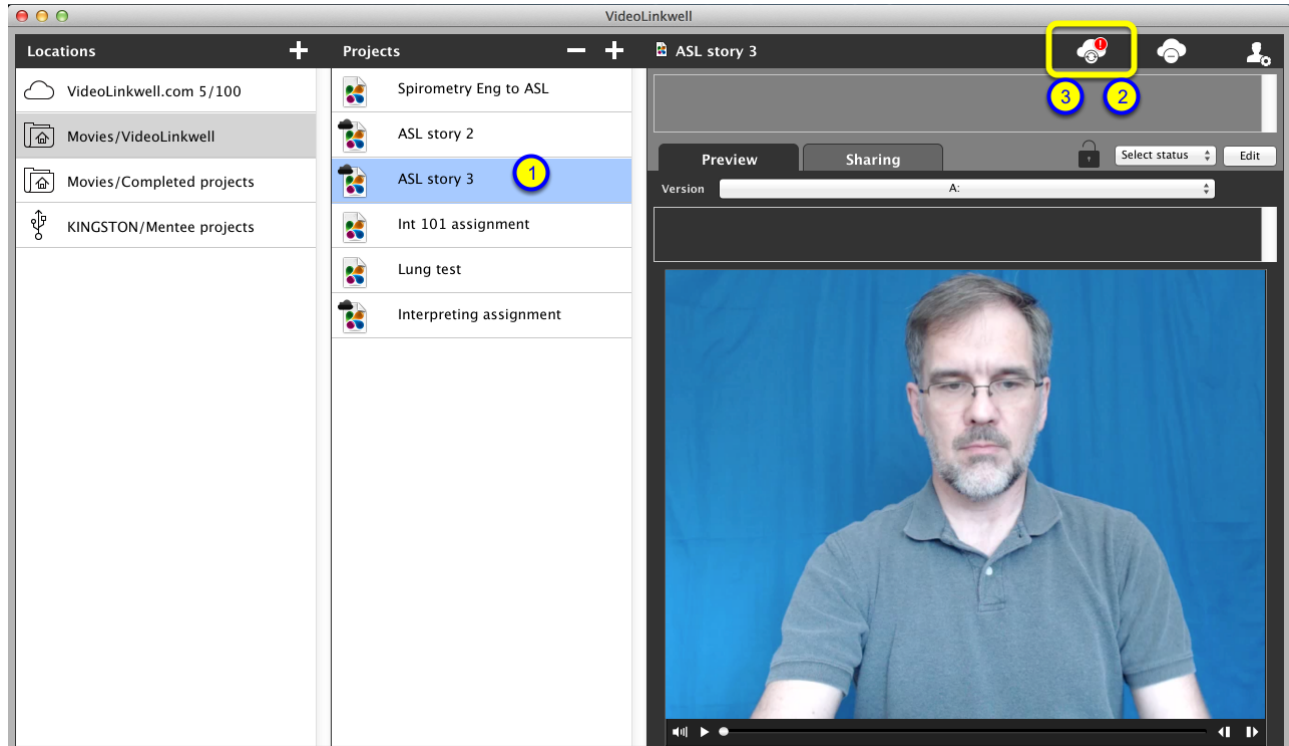 VideoLinkwell
Locations
VideoLinkwell.com 5/100
Movies/VideoLinkwell
Movies/Completed projects
KINGSTON/Mentee projects
Projects
Spirometry Eng to ASL
ASL story 2
ASL story 3
1
Int 101 assignment
Lung test
Interpreting assignment
ASL story 3
!
3
2
Preview
Sharing
Select status
Edit
Version
A: